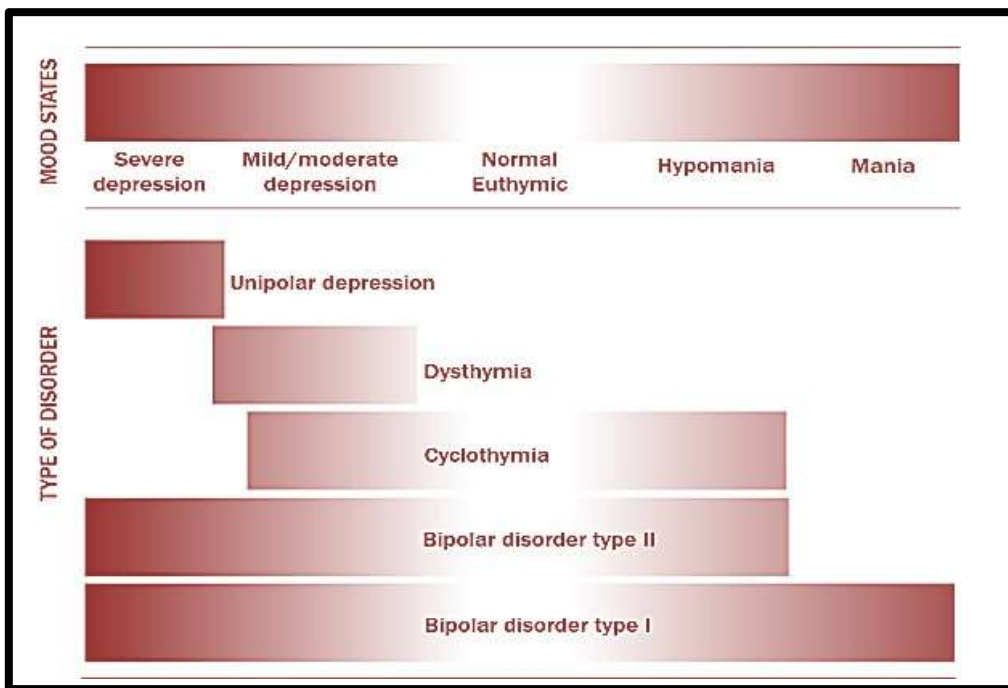 MOOD STATES
Severe
depression
Mild/moderate
depression
Normal
Euthymic
Hypomania
Mania
TYPE OF DISORDER
Unipolar depression
Dysthymia
Cyclothymia
Bipolar disorder type II
Bipolar disorder type I